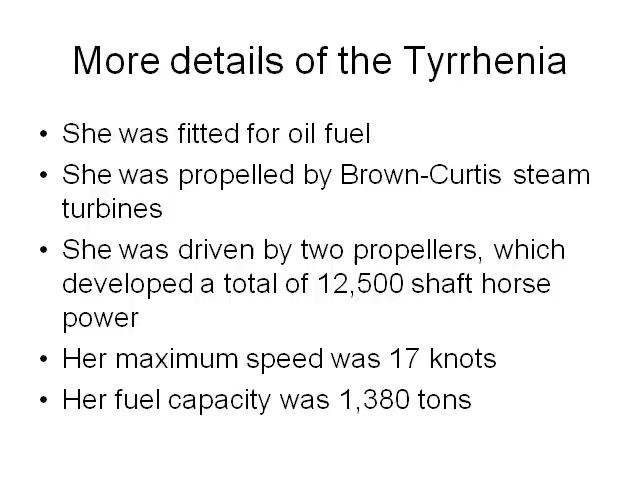 More details of the Tyrrhenia
• She was fitted for oil fuel
• She was propelled by Brown-Curtis steam
turbines
• She was driven by two propellers, which
developed a total of 12,500 shaft horse
power
• Her maximum speed was 17 knots
• Her fuel capacity was 1,380 tons